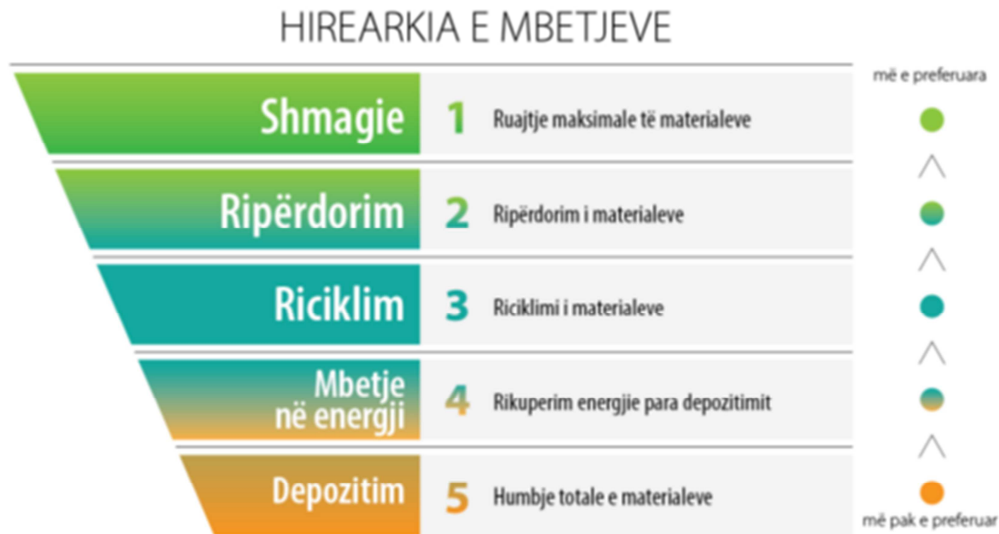 HIREARKIA E MBETJEVE
më e preferuara
Shmagie 1 Ruajtje maksimale të materialeve
Ripërdorim 2 Ripërdorim i materialeve
Riciklim 3 Riciklimi i materialeve
Mbetje
në energji 4 Rikuperim energjie para depozitimit
Depozitim 5 Humbje totale e materialeve
më pak e preferuar